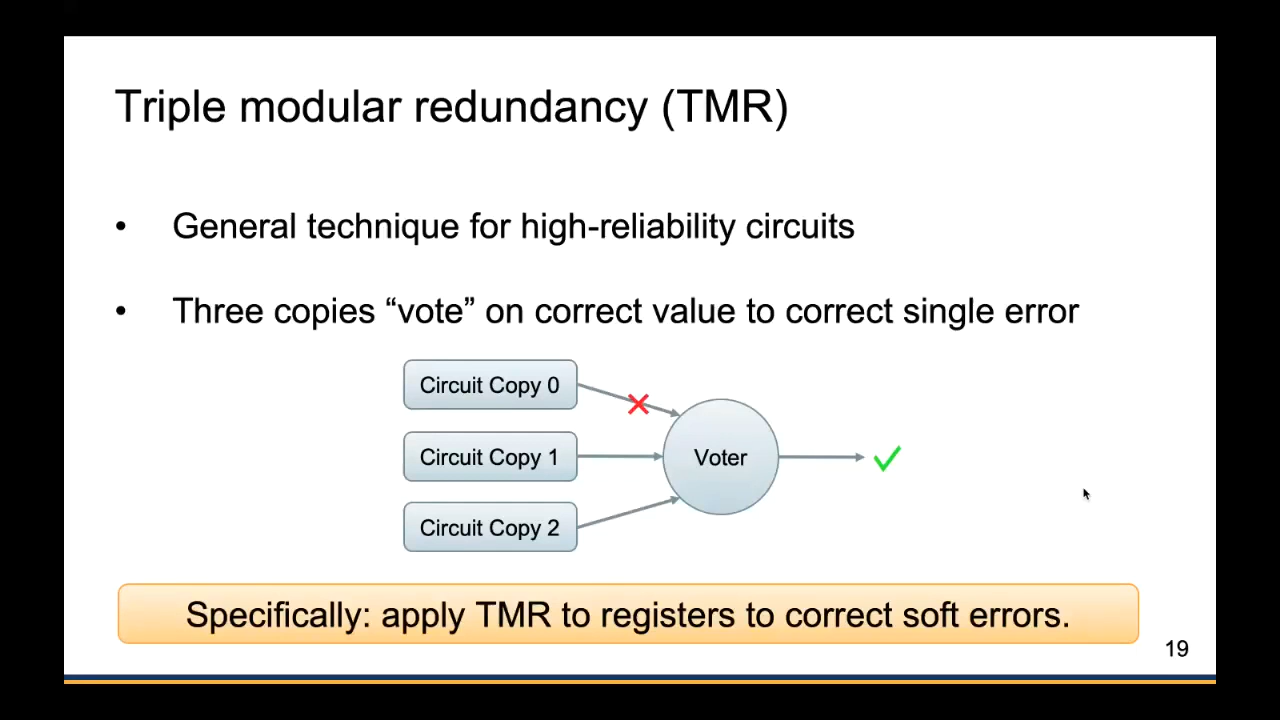 Triple modular redundancy (TMR)
• General technique for high-reliability circuits
• Three copies “vote” on correct value to correct single error
Circuit Copy 0
Circuit Copy 1
Voter
Circuit Copy 2
Specifically: apply TMR to registers to correct soft errors.
19